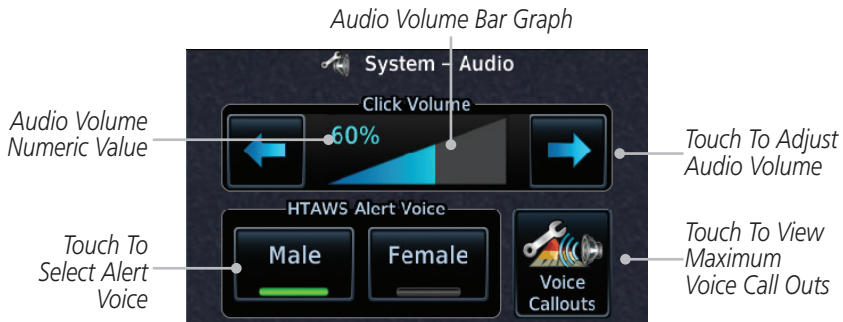 Audio Volume Bar Graph
System – Audio
Click Volume
Audio Volume
Numeric Value
60%
Touch To Adjust
Audio Volume
HTAWS Alert Voice
Touch To
Select Alert
Voice
Male
Female
Voice
Callouts
Touch To View
Maximum
Voice Call Outs